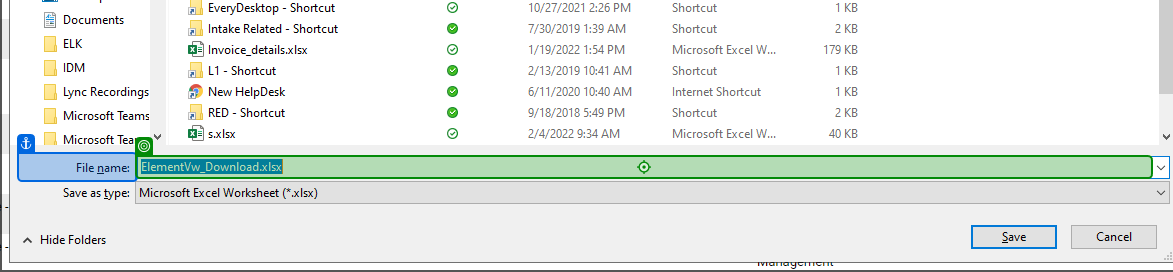 EveryDesktop - Shortcut 10/27/2021 2:26 PM Shortcut 1 KB
Documents
Intake Related - Shortcut 7/30/2019 1:39 AM Shortcut 2 KB
ELK
Invoice_details.xlsx 1/19/2022 1:54 PM Microsoft Excel W... 179 KB
IDM
L1 - Shortcut 2/13/2019 10:41 AM Shortcut 1 KB
Lync Recordings
New HelpDesk 6/11/2020 10:40 AM Internet Shortcut 1 KB
Microsoft Teams
RED - Shortcut 9/18/2018 5:49 PM Shortcut 2 KB
Microsoft Tea
s.xlsx 2/4/2022 9:34 AM Microsoft Excel W... 40 KB
File name: ElementVw_Download.xlsx
Save as type: Microsoft Excel Worksheet (*.xlsx)
Hide Folders Save Cancel
Management